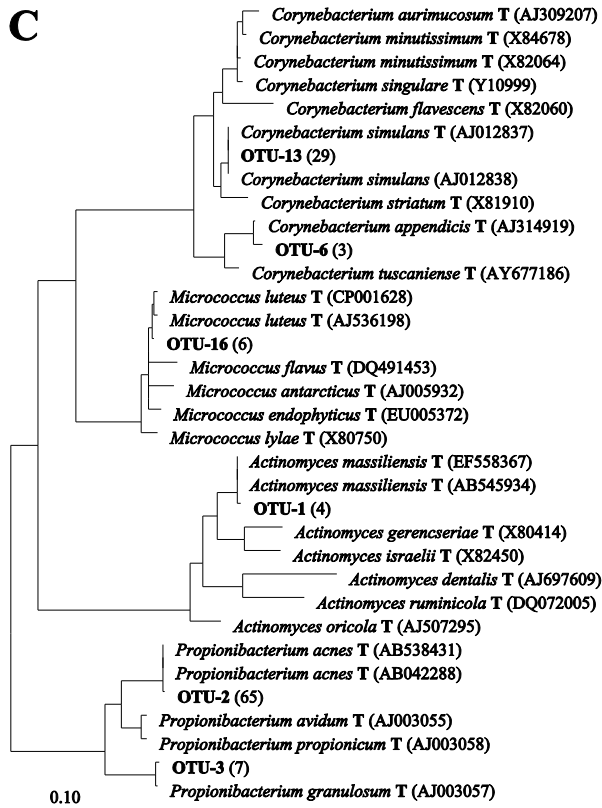 C
Corynebacterium aurimucosum T (AJ309207)
Corynebacterium minutissimum T (X84678)
Corynebacterium minutissimum T (X82064)
Corynebacterium singulare T (Y10999)
Corynebacterium flavescens T (X82060)
Corynebacterium simulans T (AJ012837)
OTU-13 (29)
Corynebacterium simulans (AJ012838)
Corynebacterium striatum T (X81910)
Corynebacterium appendicis T (AJ314919)
OTU-6 (3)
Corynebacterium tuscaniense T (AY677186)
Micrococcus luteus T (CP001628)
Micrococcus luteus T (AJ536198)
OTU-16 (6)
Micrococcus flavus T (DQ491453)
Micrococcus antarcticus T (AJ005932)
Micrococcus endophyticus T (EU005372)
Micrococcus lylae T (X80750)
Actinomyces massiliensis T (EF558367)
Actinomyces massiliensis T (AB545934)
OTU-1 (4)
Actinomyces gerencseriae T (X80414)
Actinomyces israelii T (X82450)
Actinomyces dentalis T (AJ697609)
Actinomyces ruminicola T (DQ072005)
Actinomyces oricola T (AJ507295)
Propionibacterium acnes T (AB538431)
Propionibacterium acnes T (AB042288)
OTU-2 (65)
Propionibacterium avidum T (AJ003055)
Propionibacterium propionicum T (AJ003058)
OTU-3 (7)
Propionibacterium granulosum T (AJ003057)
0.10